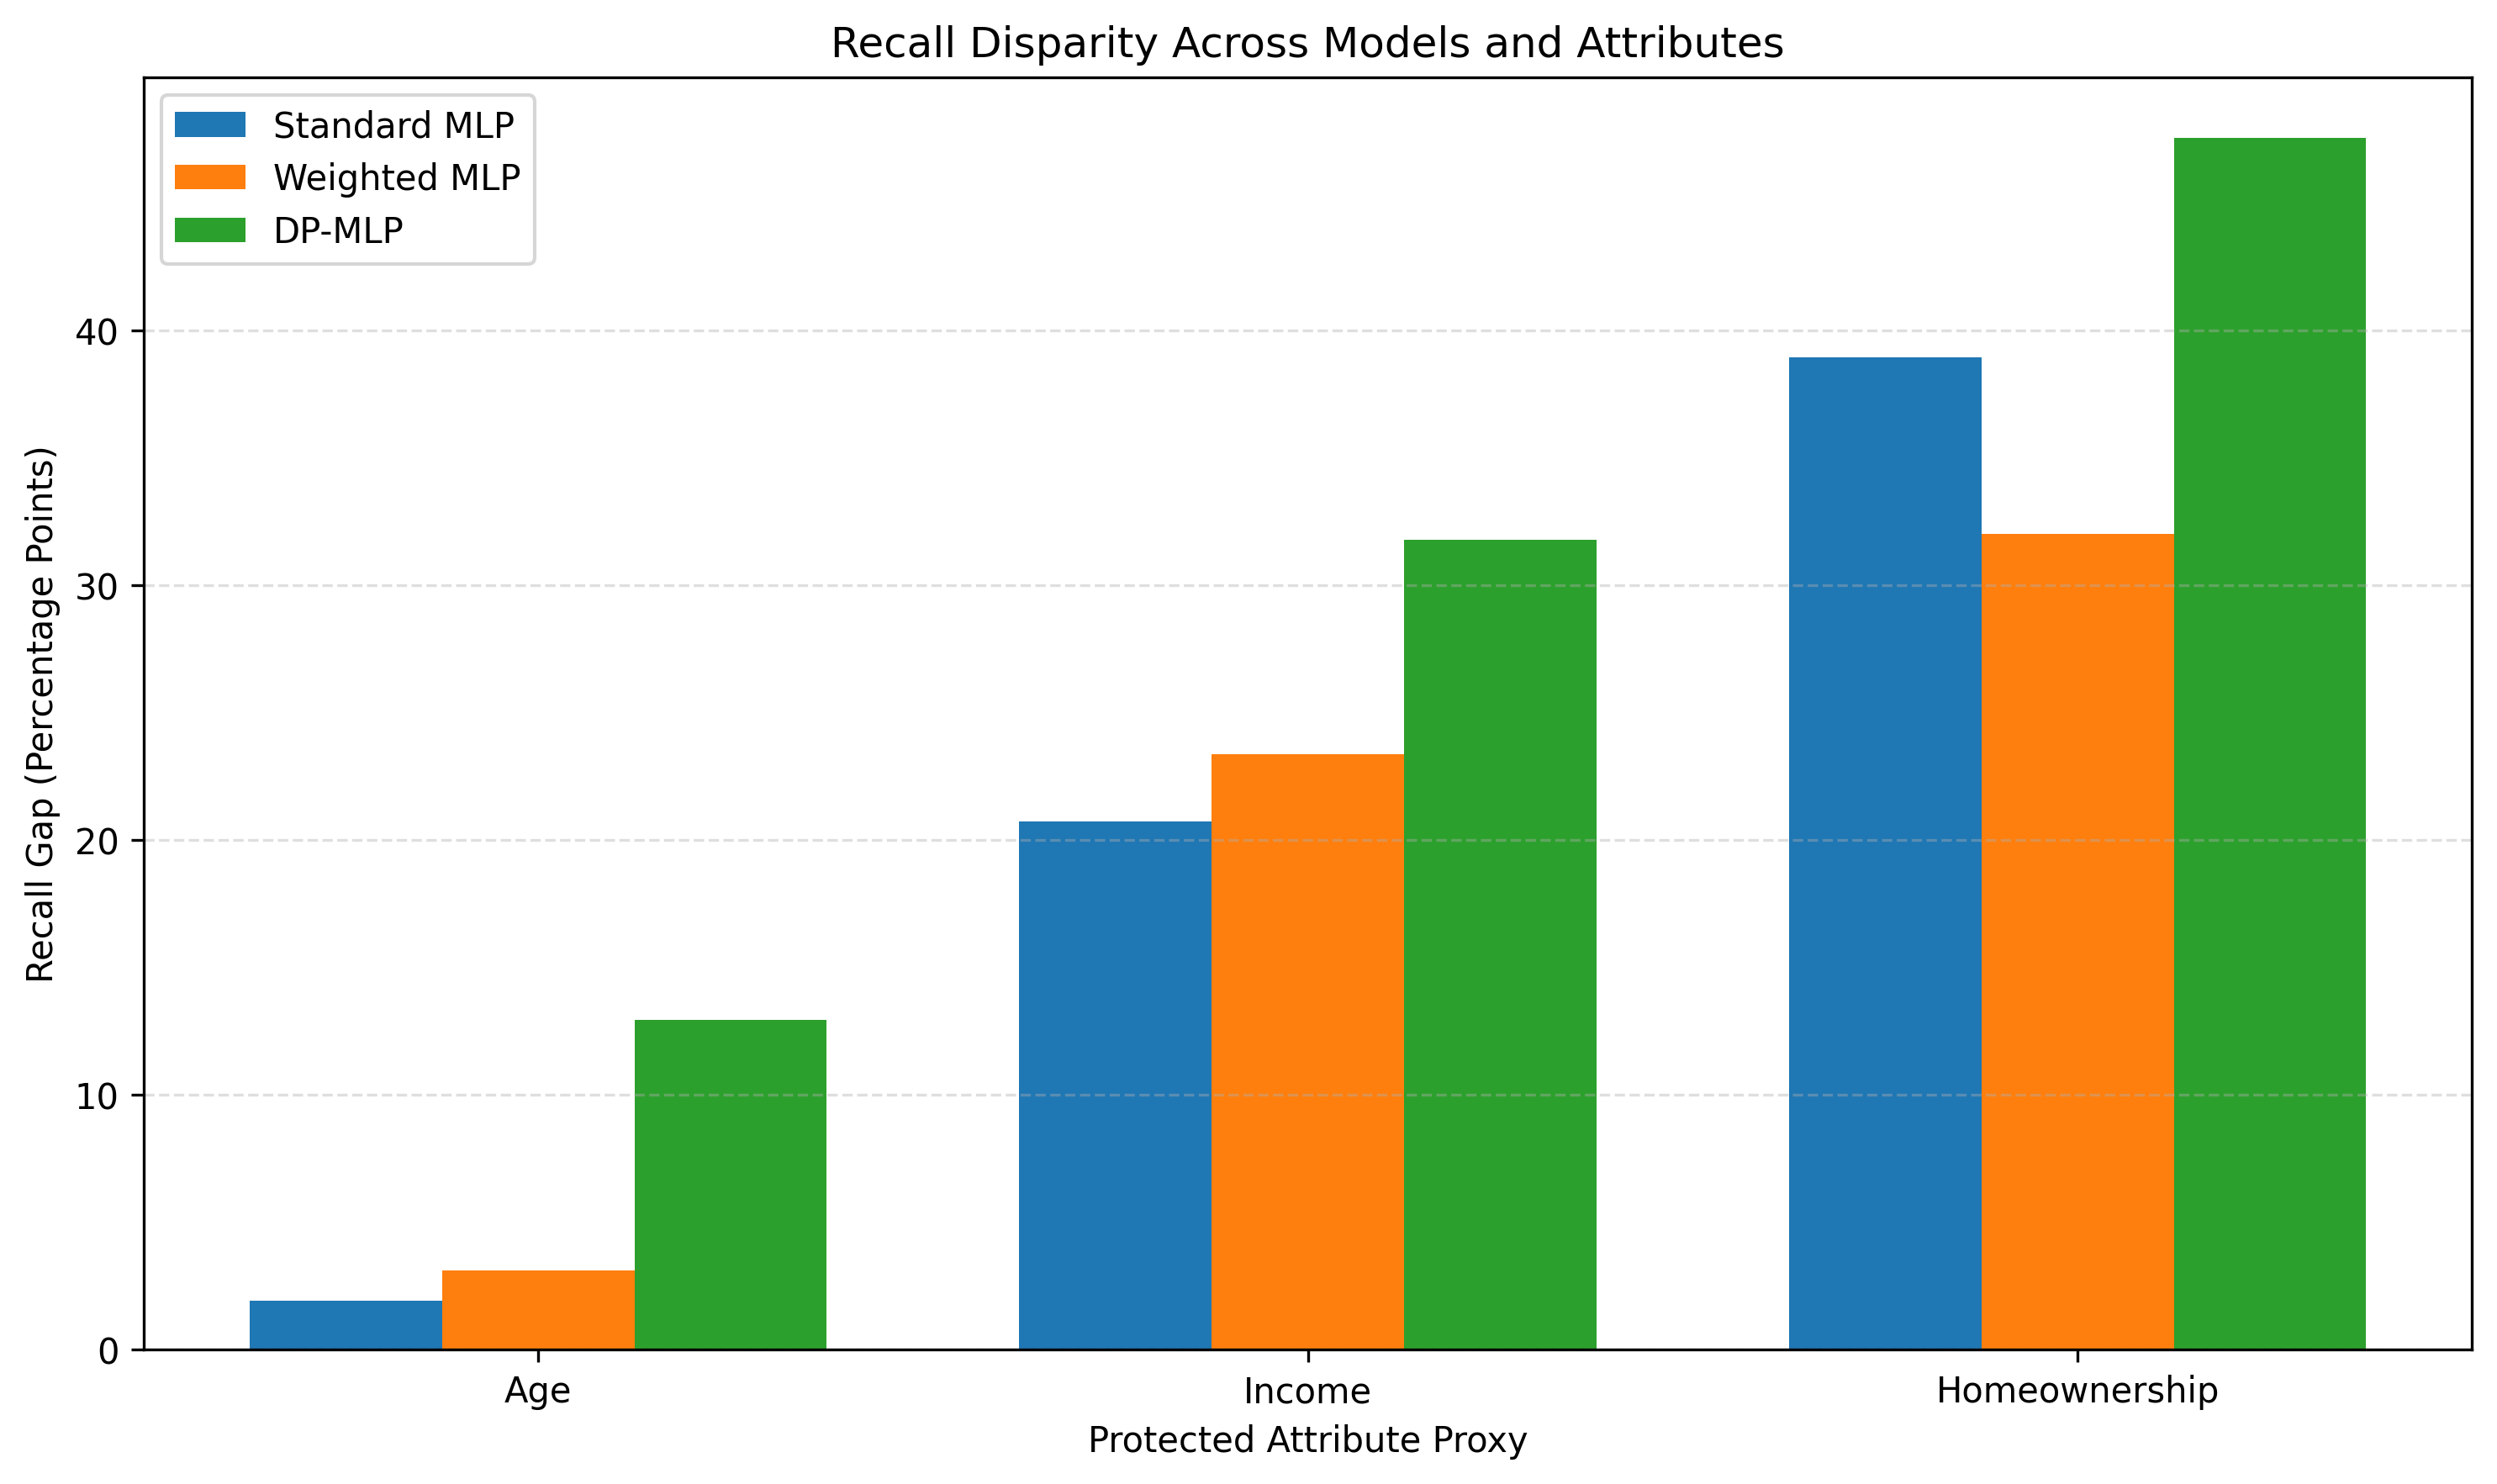 Recall Disparity Across Models and Attributes
Standard MLP
Weighted MLP
DP-MLP
Recall Gap (Percentage Points)
40
30
20
10
0
Age Income Homeownership
Protected Attribute Proxy